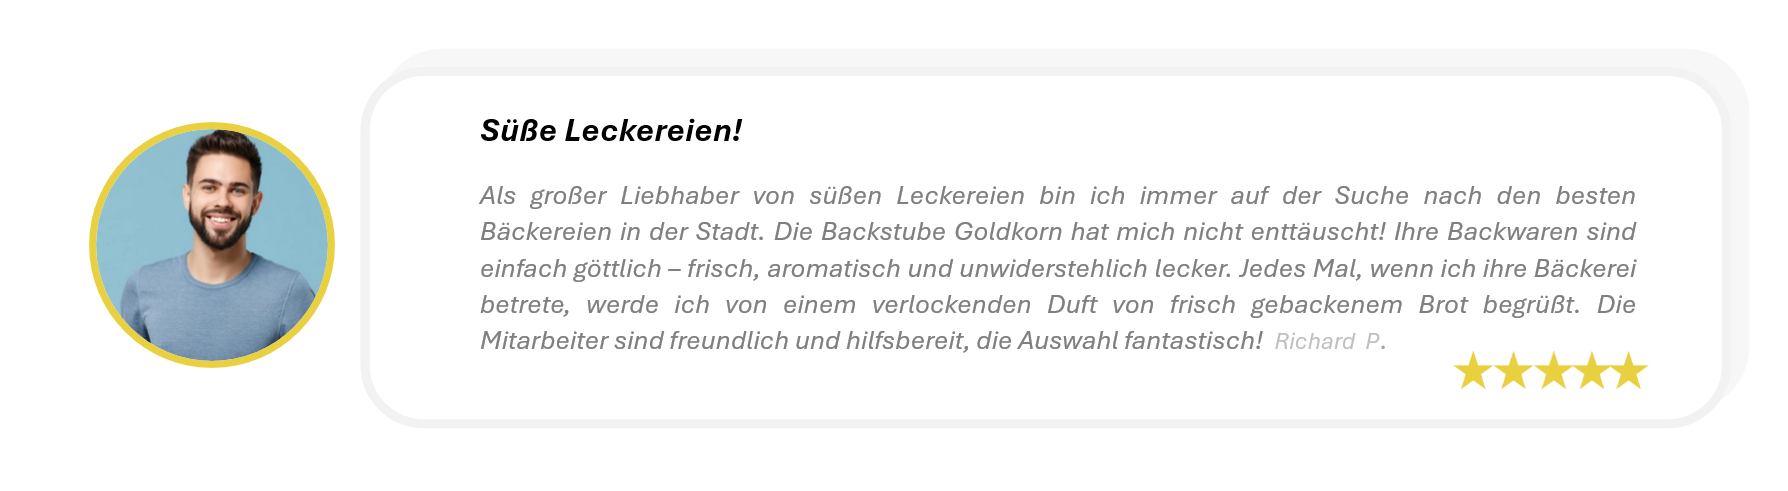 Süße Leckereien!
Als großer Liebhaber von süßen Leckereien bin ich immer auf der Suche nach den besten
Bäckereien in der Stadt. Die Backstube Goldkorn hat mich nicht enttäuscht! Ihre Backwaren sind
einfach göttlich – frisch, aromatisch und unwiderstehlich lecker. Jedes Mal, wenn ich ihre Bäckerei
betrete, werde ich von einem verlockenden Duft von frisch gebackenem Brot begrüßt. Die
Mitarbeiter sind freundlich und hilfsbereit, die Auswahl fantastisch! Richard P.